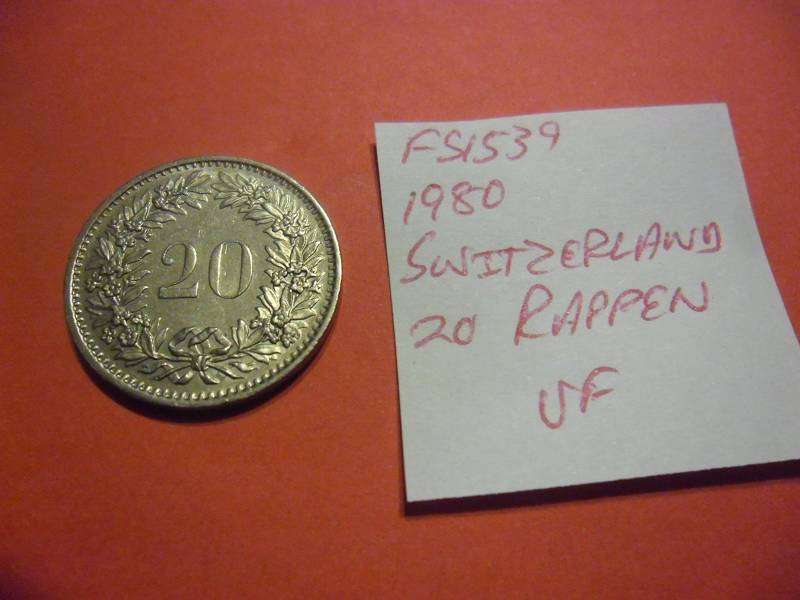 20
FS1539
1980
SWITZERLAND
20 RAPPEN
VF